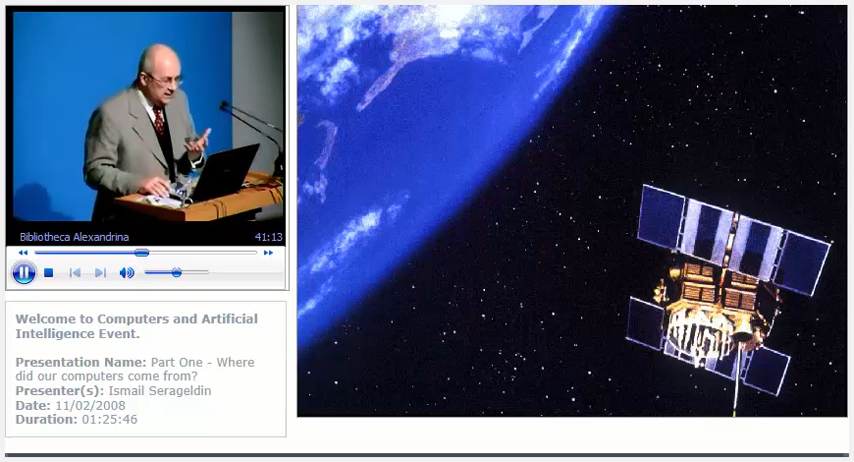 Bibliotheca Alexandrina 41:13
Welcome to Computers and Artificial
Intelligence Event.
Presentation Name: Part One - Where
did our computers come from?
Presenter(s): Ismail Serageldin
Date: 11/02/2008
Duration: 01:25:46